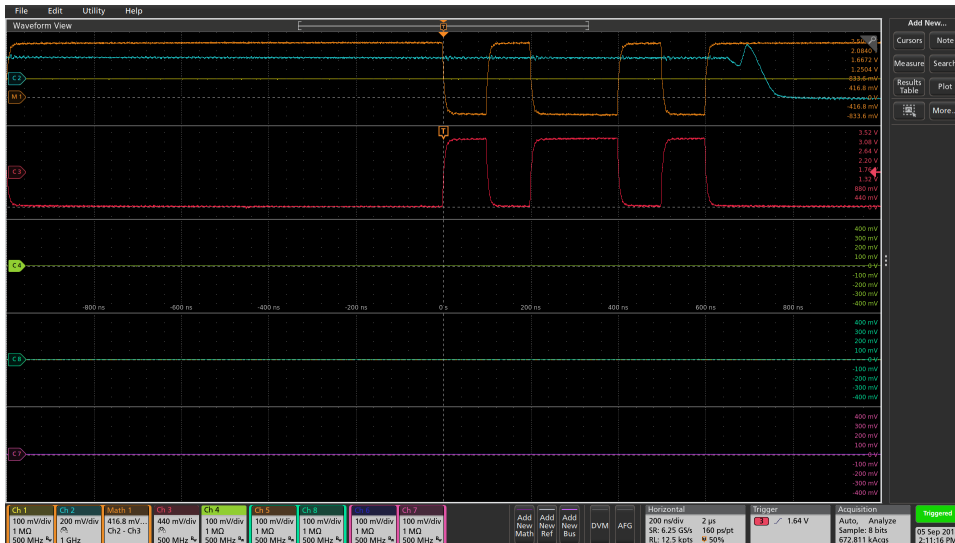 File Edit Utility Help
Add New...
Waveform View
Cursors Note
Measure Search
Results Table Plot
More...
T
2.0840
1.6672 V
1.2504 V
833.6 mV
416.8 mV
0 V
-416.8 mV
-833.6 mV
C2
M1
T
3.52 V
3.08 V
2.64 V
2.20 V
1.32 V
880 mV
440 mV
0 V
C3
400 mV
300 mV
200 mV
100 mV
0 V
-100 mV
-200 mV
-300 mV
-400 mV
C4
-800 ns -600 ns -400 ns -200 ns 0 s 200 ns 400 ns 600 ns 800 ns
400 mV
300 mV
200 mV
100 mV
0 V
-100 mV
-200 mV
-300 mV
-400 mV
C8
400 mV
300 mV
200 mV
100 mV
0 V
-100 mV
-200 mV
-300 mV
-400 mV
C7
Ch 1
100 mV/div
1 MΩ
500 MHz
Ch 2
200 mV/div
1 GHz
Math 1
416.8 mV...
Ch2 - Ch3
Ch 3
440 mV/div
500 MHz
Ch 4
100 mV/div
1 MΩ
500 MHz
Ch 5
100 mV/div
1 MΩ
500 MHz
Ch 8
100 mV/div
1 MΩ
500 MHz
100 mV/div
1 MΩ
500 MHz
Ch 7
100 mV/div
1 MΩ
500 MHz
Add New Math
Add New Ref
Add New Bus
DVM
AFG
Horizontal
200 ns/div 2 µs
SR: 6.25 GS/s 160 ps/pt
RL: 12.5 kpts 50%
Trigger
3 1.64 V
Acquisition
Auto, Analyze
Sample: 8 bits
672.811 kAcqs
Triggered
05 Sep 201
2:11:16 PM